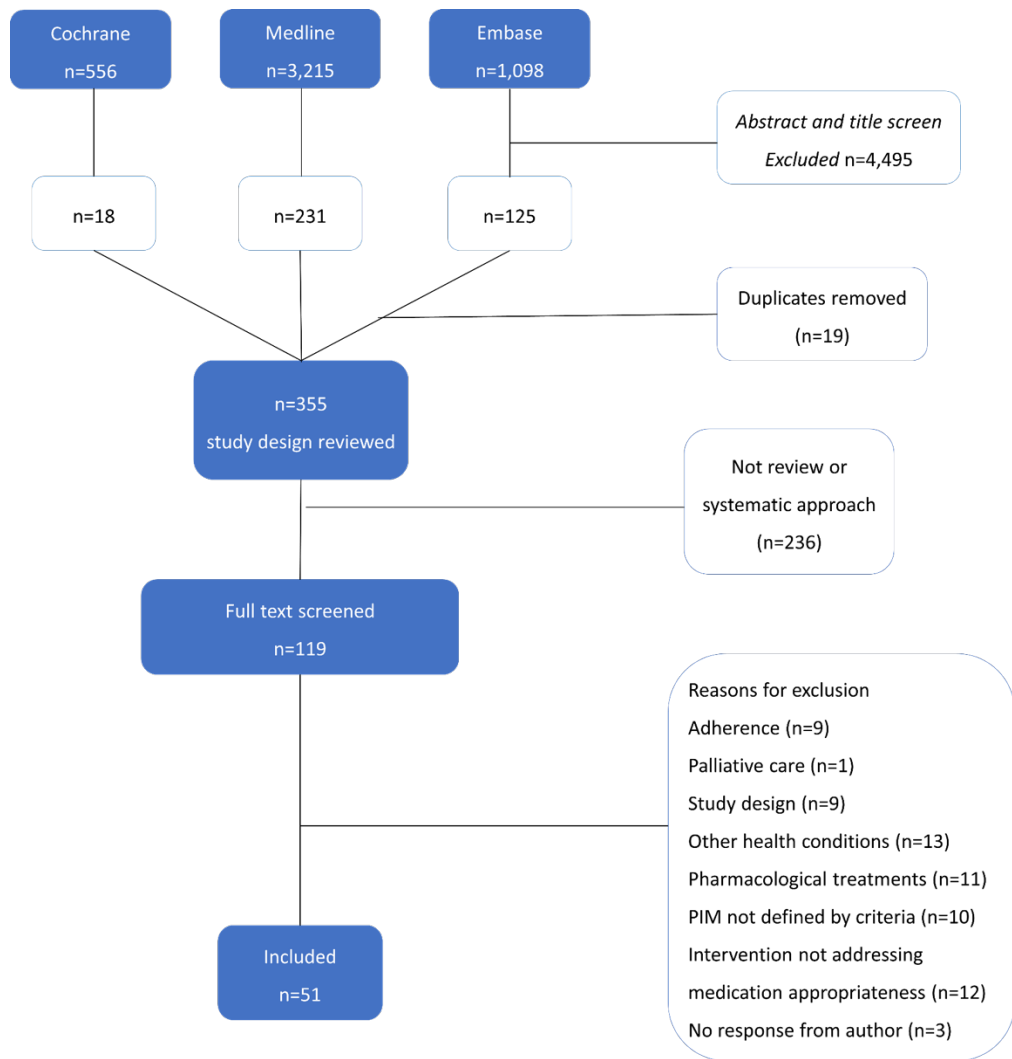 Cochrane
n=556
Medline
n=3,215
Embase
n=1,098
Abstract and title screen
Excluded n=4,495
n=18
n=231
n=125
Duplicates removed
(n=19)
n=355
study design reviewed
Not review or
systematic approach
(n=236)
Full text screened
n=119
Reasons for exclusion
Adherence (n=9)
Palliative care (n=1)
Study design (n=9)
Other health conditions (n=13)
Pharmacological treatments (n=11)
PIM not defined by criteria (n=10)
Intervention not addressing
medication appropriateness (n=12)
No response from author (n=3)
Included
n=51